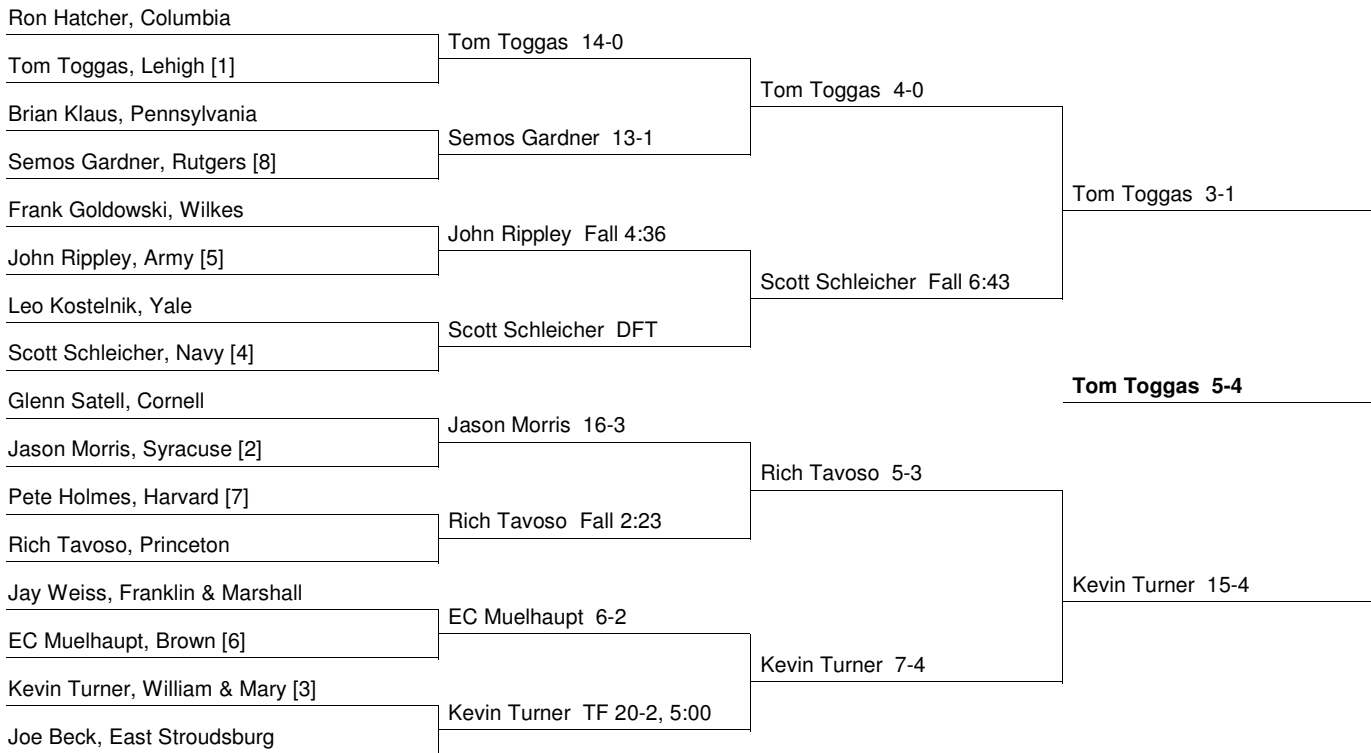 Ron Hatcher, Columbia
Tom Toggas, Lehigh [1]
Brian Klaus, Pennsylvania
Semos Gardner, Rutgers [8]
Frank Goldowski, Wilkes
John Rippley, Army [5]
Leo Kostelnik, Yale
Scott Schleicher, Navy [4]
Glenn Satell, Cornell
Jason Morris, Syracuse [2]
Pete Holmes, Harvard [7]
Rich Tavoso, Princeton
Jay Weiss, Franklin & Marshall
EC Muelhaupt, Brown [6]
Kevin Turner, William & Mary [3]
Joe Beck, East Stroudsburg
Tom Toggas 14-0
Semos Gardner 13-1
John Rippley Fall 4:36
Scott Schleicher DFT
Jason Morris 16-3
Rich Tavoso Fall 2:23
EC Muelhaupt 6-2
Kevin Turner TF 20-2, 5:00
Tom Toggas 4-0
Scott Schleicher Fall 6:43
Rich Tavoso 5-3
Kevin Turner 7-4
Tom Toggas 3-1
Kevin Turner 15-4
Tom Toggas 5-4